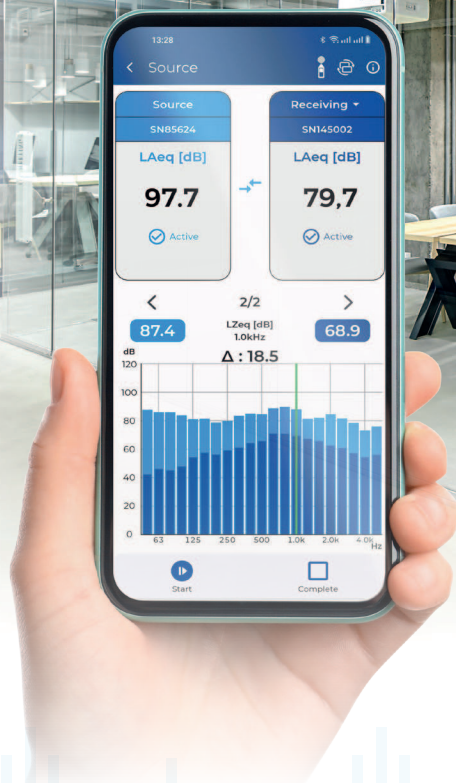 13:28
Source
Source
SN85624
LAeq [dB]
97.7
Active
Receiving
SN145002
LAeq [dB]
79,7
Active
2/2
87.4
LZeq [dB]
1.0kHz
68.9
Δ : 18.5
dB
120
100
80
60
40
20
0
63 125 250 500 1.0k 2.0k 4.0k
Hz
Start
Complete